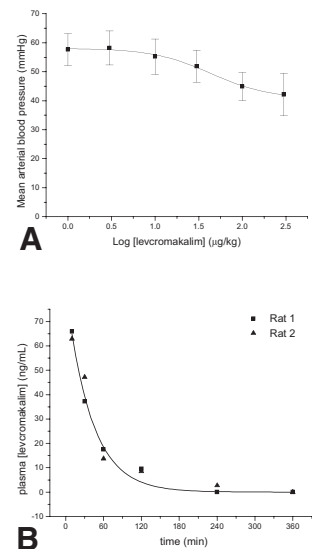 70
60
50
40
30
20
10
0
Mean arterial blood pressure (mmHg)
0.0 0.5 1.0 1.5 2.0 2.5
Log [levcromakalim] (μg/kg)
A
70
60
50
40
30
20
10
0
-10
plasma [levcromakalim] (ng/mL)
Rat 1
Rat 2
0 60 120 180 240 300 360
time (min)
B